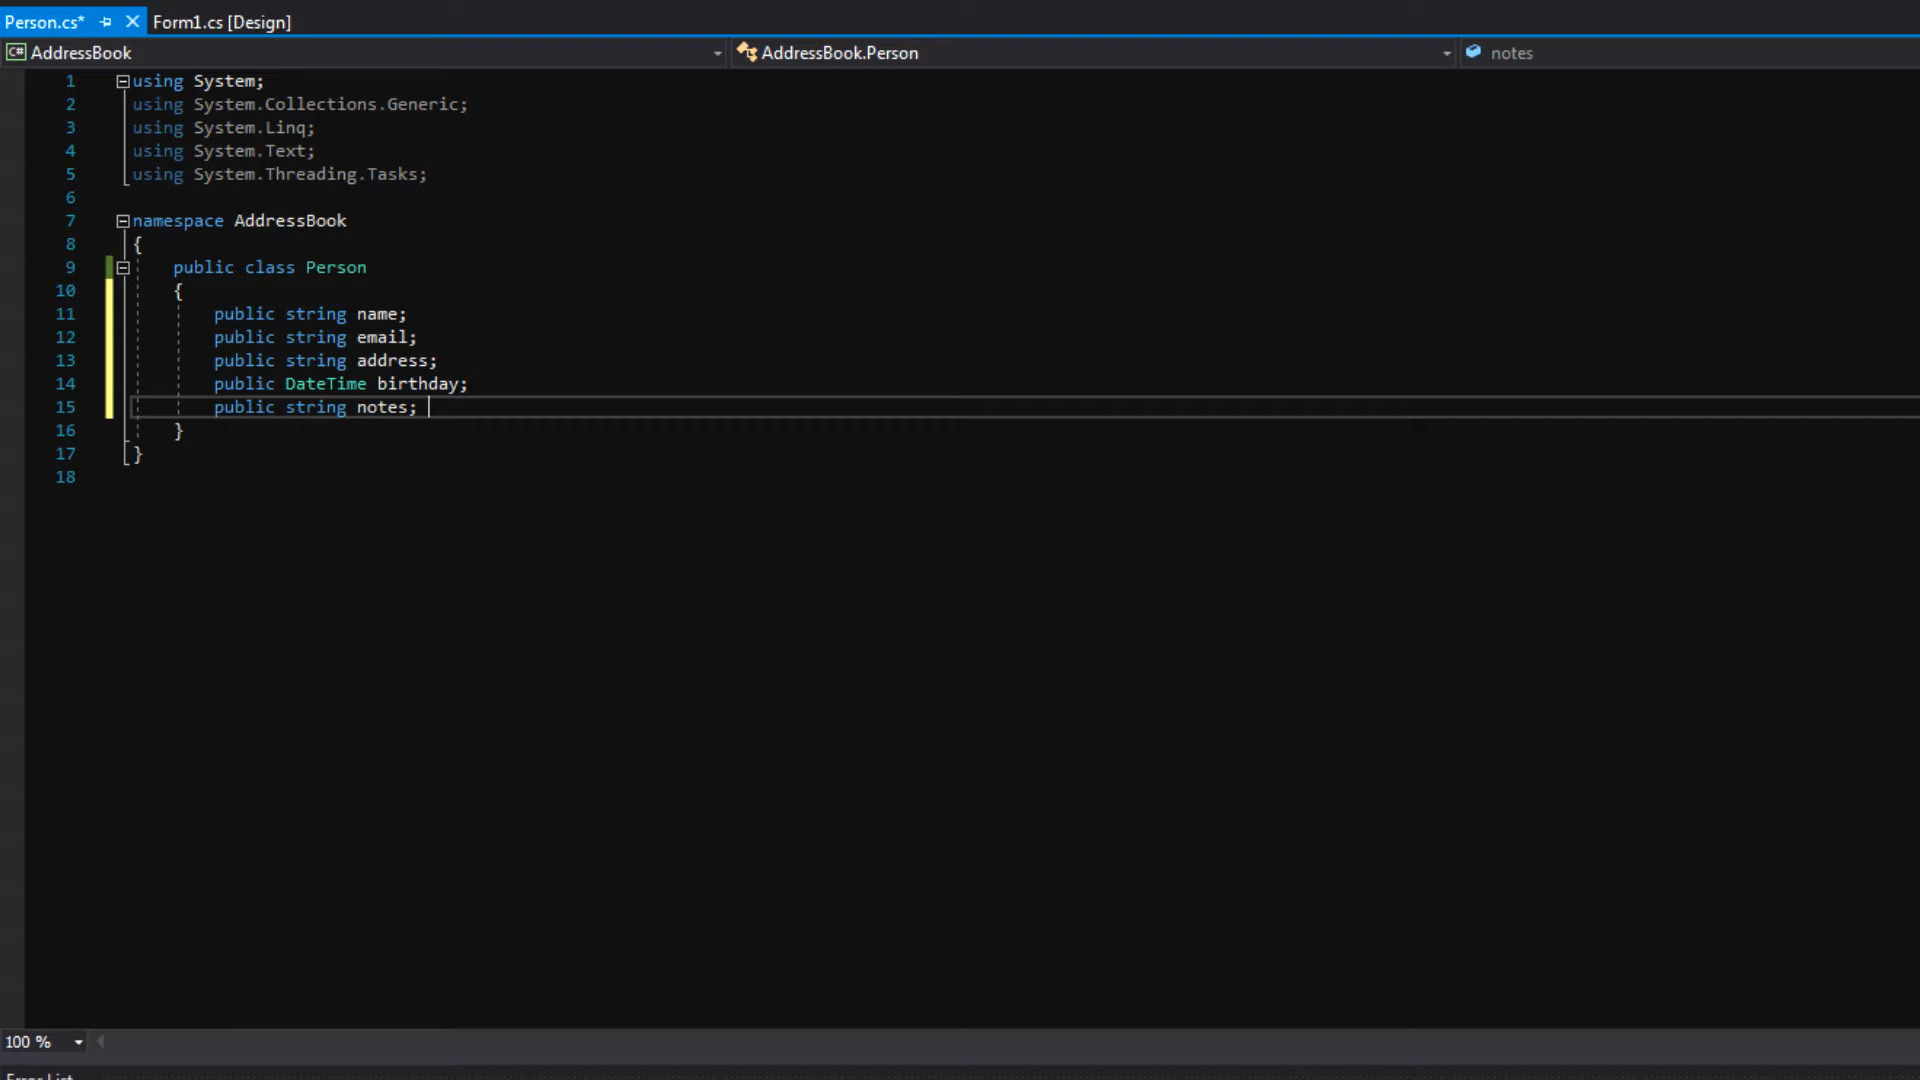 Person.cs* Form1.cs [Design]
C# AddressBook AddressBook.Person notes
1 using System;
2 using System.Collections.Generic;
3 using System.Linq;
4 using System.Text;
5 using System.Threading.Tasks;
6
7 namespace AddressBook
8 {
9 public class Person
10 {
11 public string name;
12 public string email;
13 public string address;
14 public DateTime birthday;
15 public string notes;
16 }
17 }
18
100 %
Error List